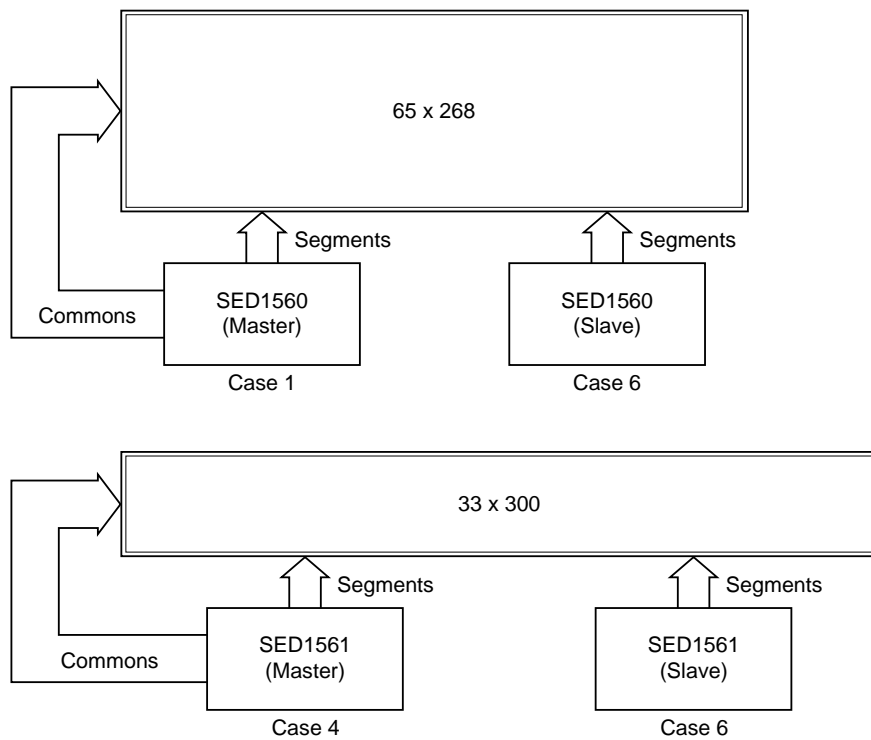 65 x 268
Segments
Segments
Commons
SED1560
(Master)
SED1560
(Slave)
Case 1
Case 6
33 x 300
Segments
Segments
Commons
SED1561
(Master)
SED1561
(Slave)
Case 4
Case 6